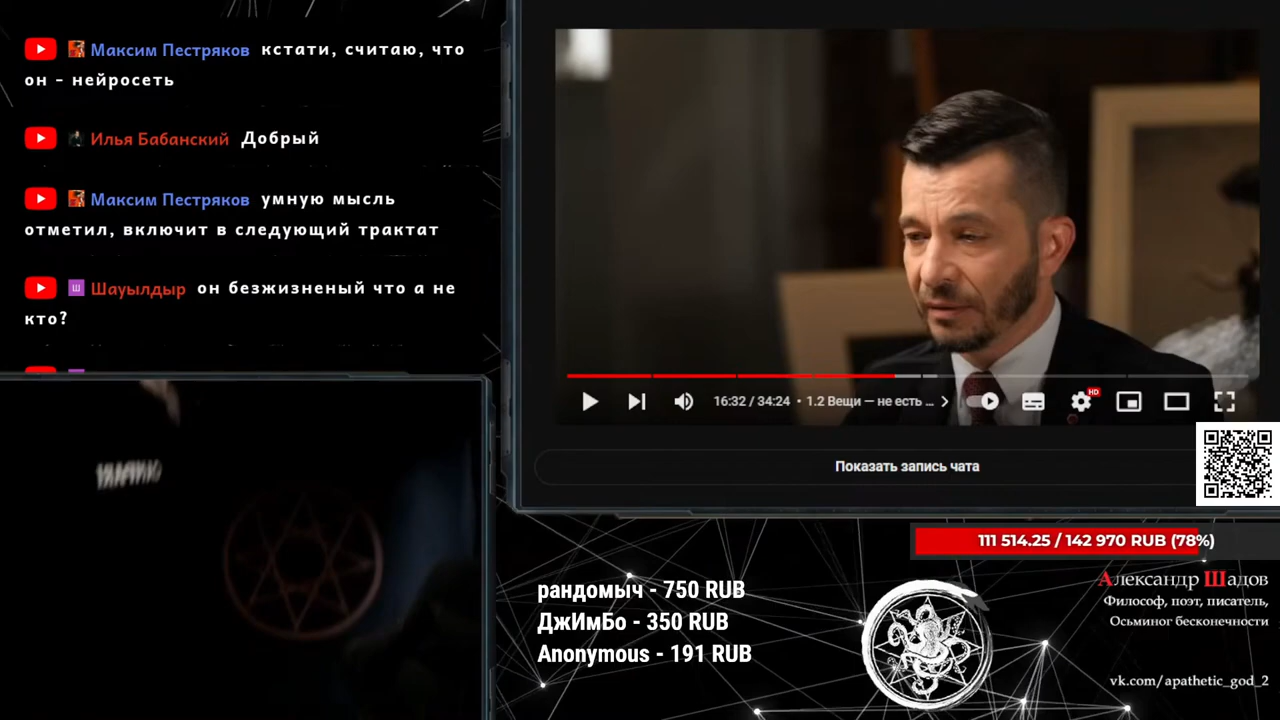 Максим Пестряков кстати, считаю, что
он - нейросеть
Илья Бабанский Добрый
Максим Пестряков умную мысль
отметил, включит в следующий трактат
Ш Шауылдыр он безжизненый что а не
кто?
16:32 / 34:24 • 1.2 Вещи — не есть ...
HD
Показать запись чата
111 514.25 / 142 970 RUB (78%)
рандомыч - 750 RUB
ДжИмБо - 350 RUB
Anonymous - 191 RUB
Александр Шадов
Философ, поэт, писатель,
Осьминог бесконечности
vk.com/apathetic_god_2